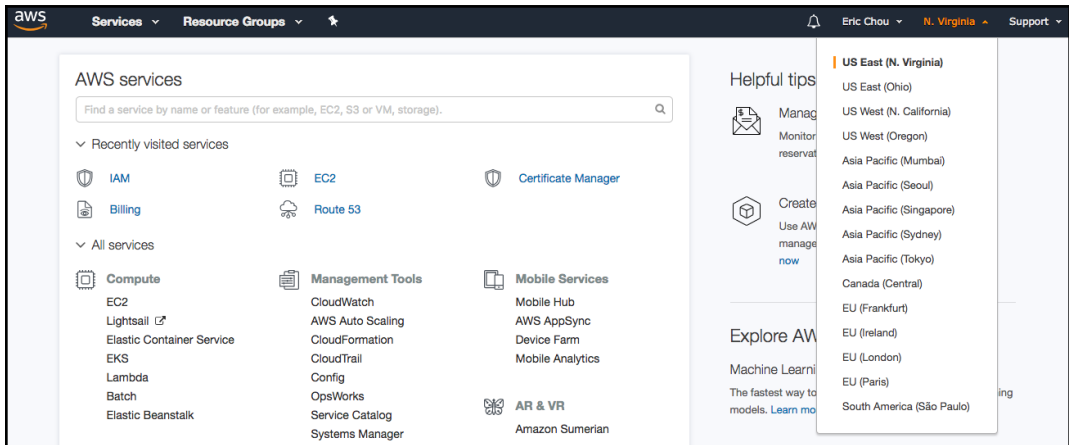 aws
Services
Resource Groups
Eric Chou
N. Virginia
Support
AWS services
Find a service by name or feature (for example, EC2, S3 or VM, storage).
Recently visited services
IAM
EC2
Certificate Manager
Billing
Route 53
All services
Compute
EC2
Lightsail
Elastic Container Service
EKS
Lambda
Batch
Elastic Beanstalk
Management Tools
CloudWatch
AWS Auto Scaling
CloudFormation
CloudTrail
Config
OpsWorks
Service Catalog
Systems Manager
Mobile Services
Mobile Hub
AWS AppSync
Device Farm
Mobile Analytics
AR & VR
Amazon Sumerian
Helpful tips
Manag
Monitor
reservat
Create
Use AW
manage
now
Explore AW
Machine Learni
The fastest way to
ing
models. Learn mo
US East (N. Virginia)
US East (Ohio)
US West (N. California)
US West (Oregon)
Asia Pacific (Mumbai)
Asia Pacific (Seoul)
Asia Pacific (Singapore)
Asia Pacific (Sydney)
Asia Pacific (Tokyo)
Canada (Central)
EU (Frankfurt)
EU (Ireland)
EU (London)
EU (Paris)
South America (São Paulo)